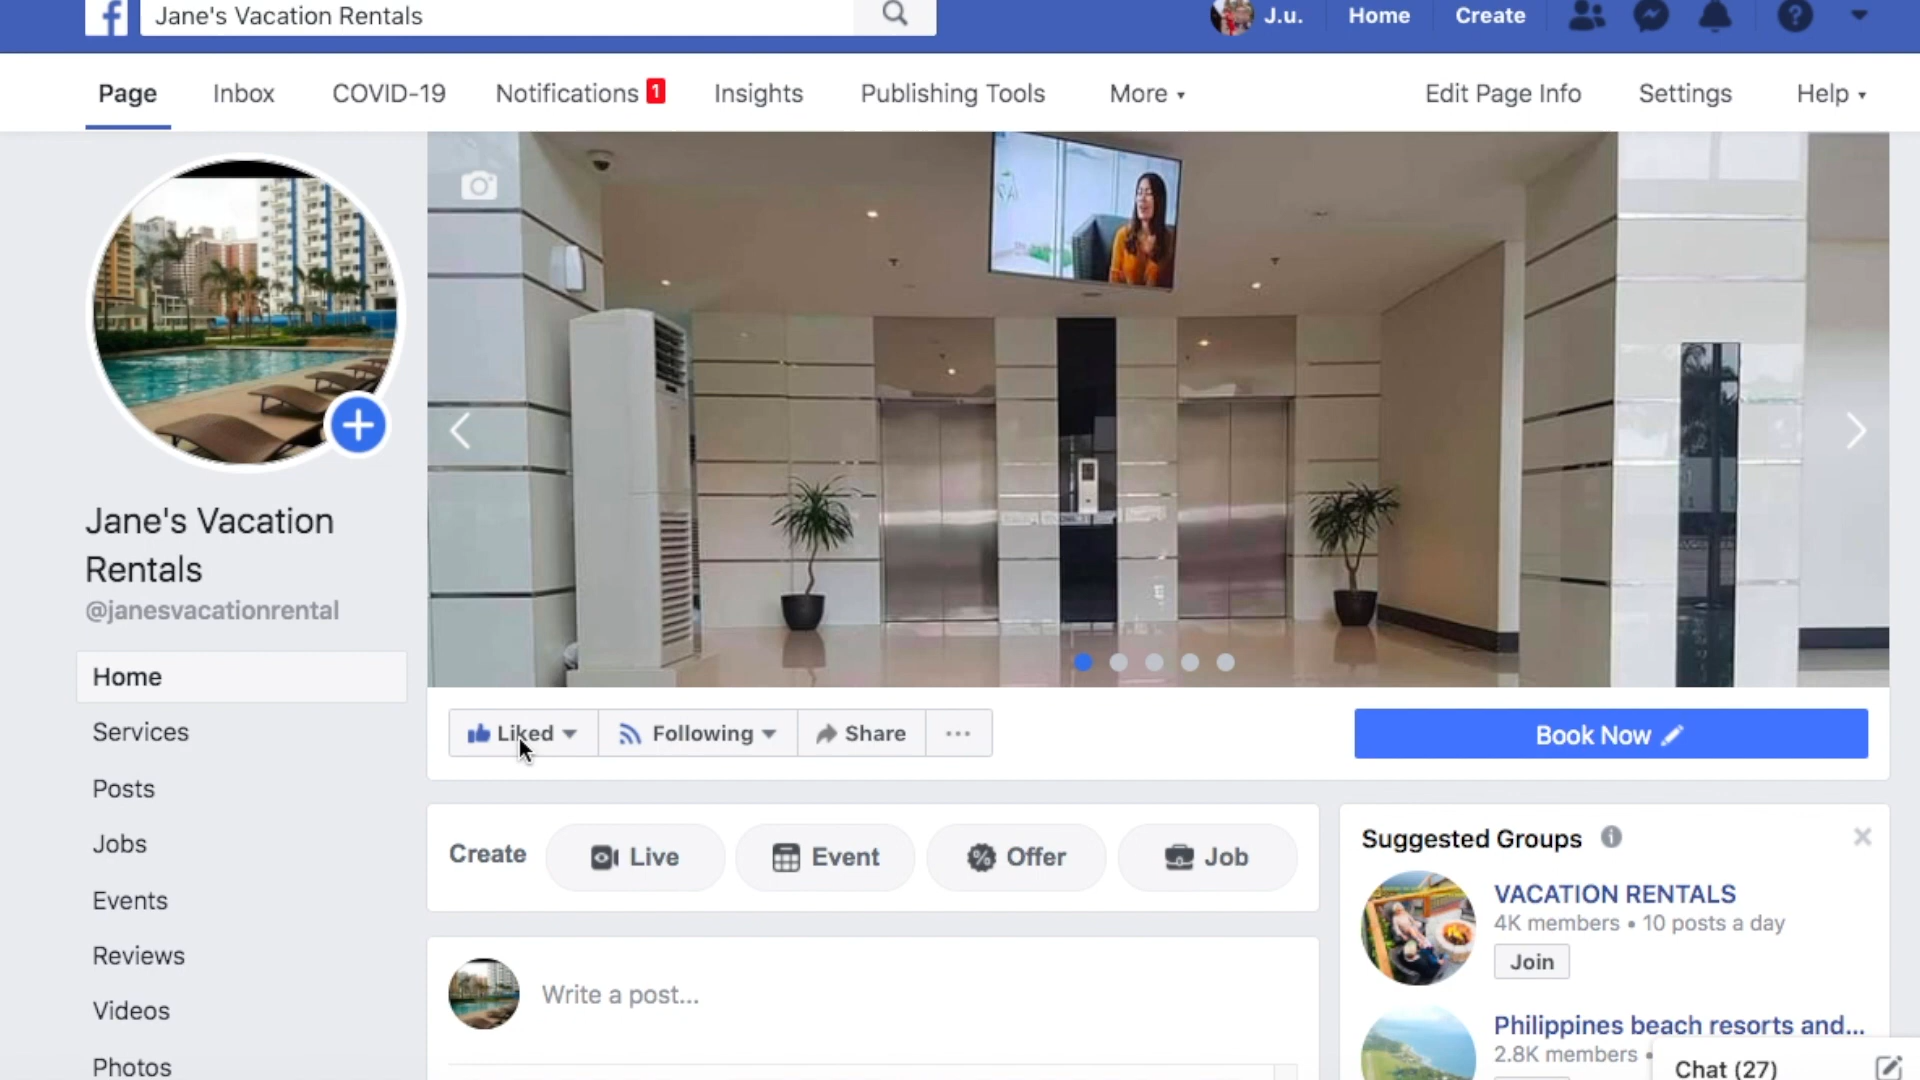 Jane's Vacation Rentals
J.u.
Home
Create
Page
Inbox
COVID-19
Notifications 1
Insights
Publishing Tools
More
Edit Page Info
Settings
Help
Jane's Vacation
Rentals
@janesvacationrental
Home
Services
Posts
Jobs
Events
Reviews
Videos
Photos
Liked
Following
Share
Book Now
Create
Live
Event
Offer
Job
Write a post...
Suggested Groups
VACATION RENTALS
4K members • 10 posts a day
Join
Philippines beach resorts and...
2.8K members •
Chat (27)